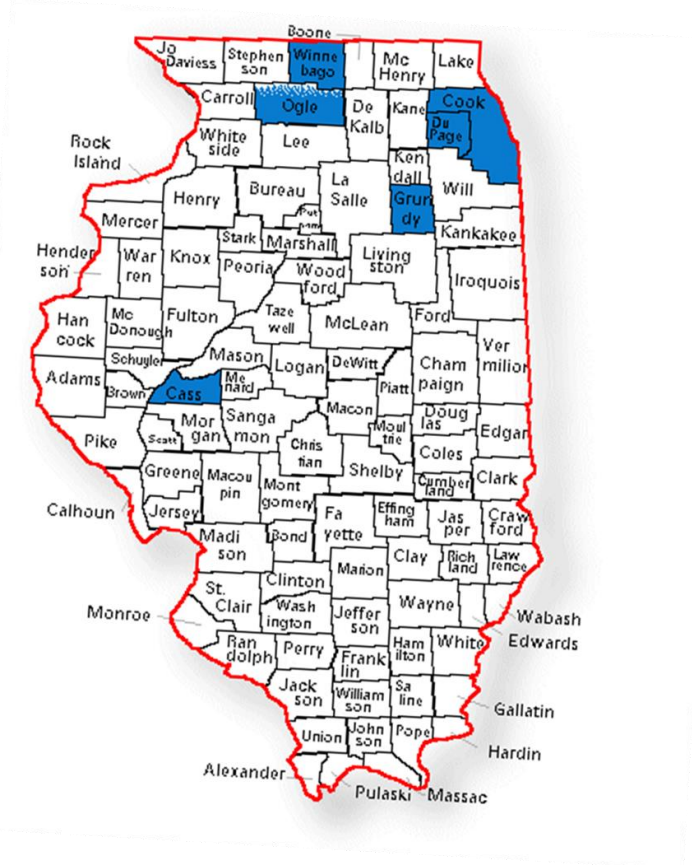 Boone
Jo
Daviess
Stephen
son
Winne
bago
Mc
Henry
Lake
Carroll
Ogle
De
Kalb
Kane
Cook
Du
Page
White
side
Lee
Rock
Island
Ken
dall
Will
Henry
Bureau
La
Salle
Grun
dy
Mercer
Put
nam
Kankakee
Stark
Marshall
Hender
son
War
ren
Knox
Peoria
Living
ston
Wood
ford
Iroquois
Han
cock
Mc
Donough
Fulton
Taze
well
McLean
Ford
Ver
milion
Schuyler
Mason
Logan
DeWitt
Cham
paign
Adams
Brown
Cass
Me
nard
Piatt
Macon
Doug
las
Edgar
Pike
Scott
Mor
gan
Sanga
mon
Chris
tian
Moul
trie
Coles
Shelby
Clark
Greene
Macou
pin
Mont
gomery
Cumber
land
Calhoun
Jersey
Fa
yette
Effing
ham
Jas
per
Craw
ford
Madi
son
Bond
Clay
Rich
land
Law
rence
Marion
Clinton
St.
Clair
Wash
ington
Jeffer
son
Wayne
Wabash
Monroe
Edwards
Ran
dolph
Perry
Ham
ilton
White
Frank
lin
Jack
son
William
son
Sa
line
Gallatin
Union
John
son
Pope
Hardin
Alexander
Pulaski
Massac